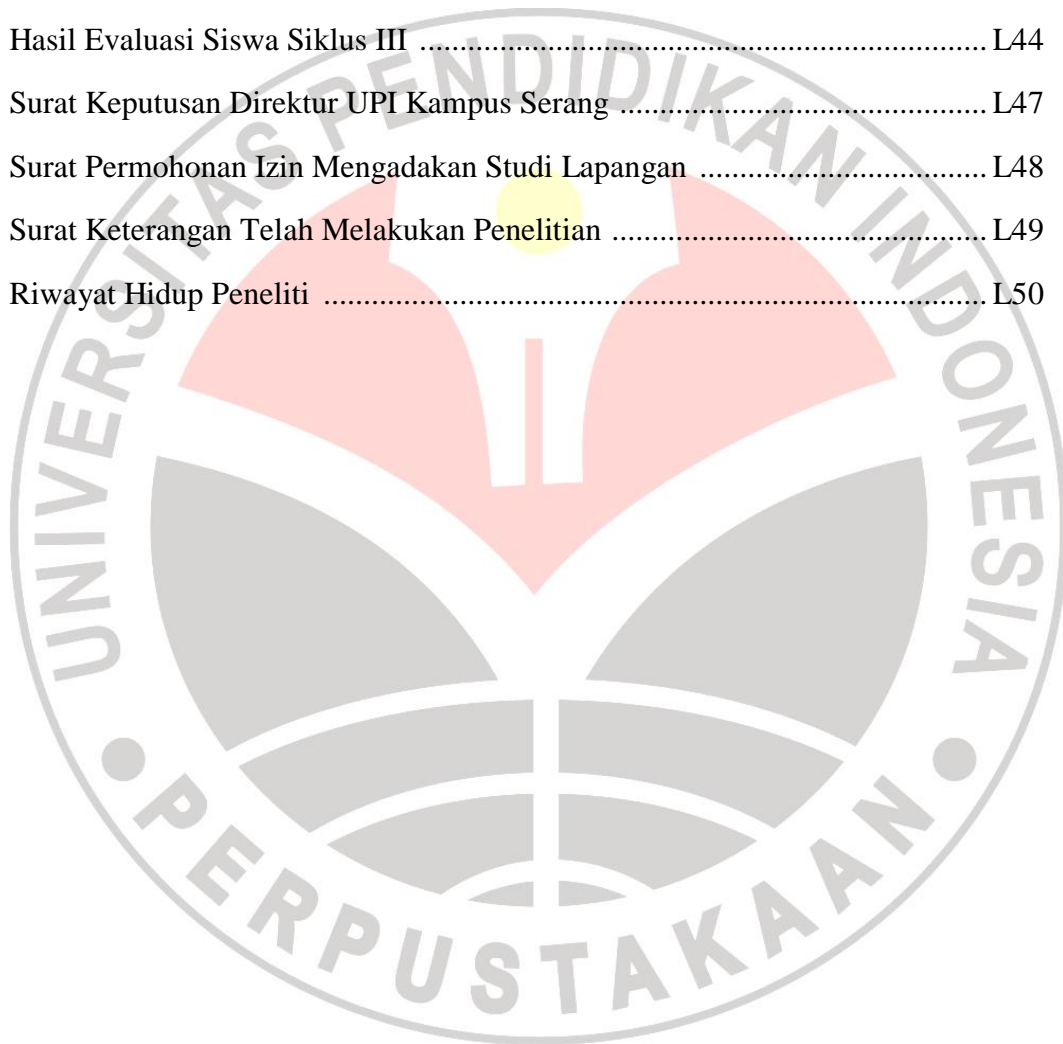 Hasil Evaluasi Siswa Siklus III ...................................................................... L44
Surat Keputusan Direktur UPI Kampus Serang ............................................. L47
Surat Permohonan Izin Mengadakan Studi Lapangan ................................... L48
Surat Keterangan Telah Melakukan Penelitian .............................................. L49
Riwayat Hidup Peneliti .................................................................................. L50
UNIVERSITAS PENDIDIKAN INDONESIA
PERPUSTAKAAN